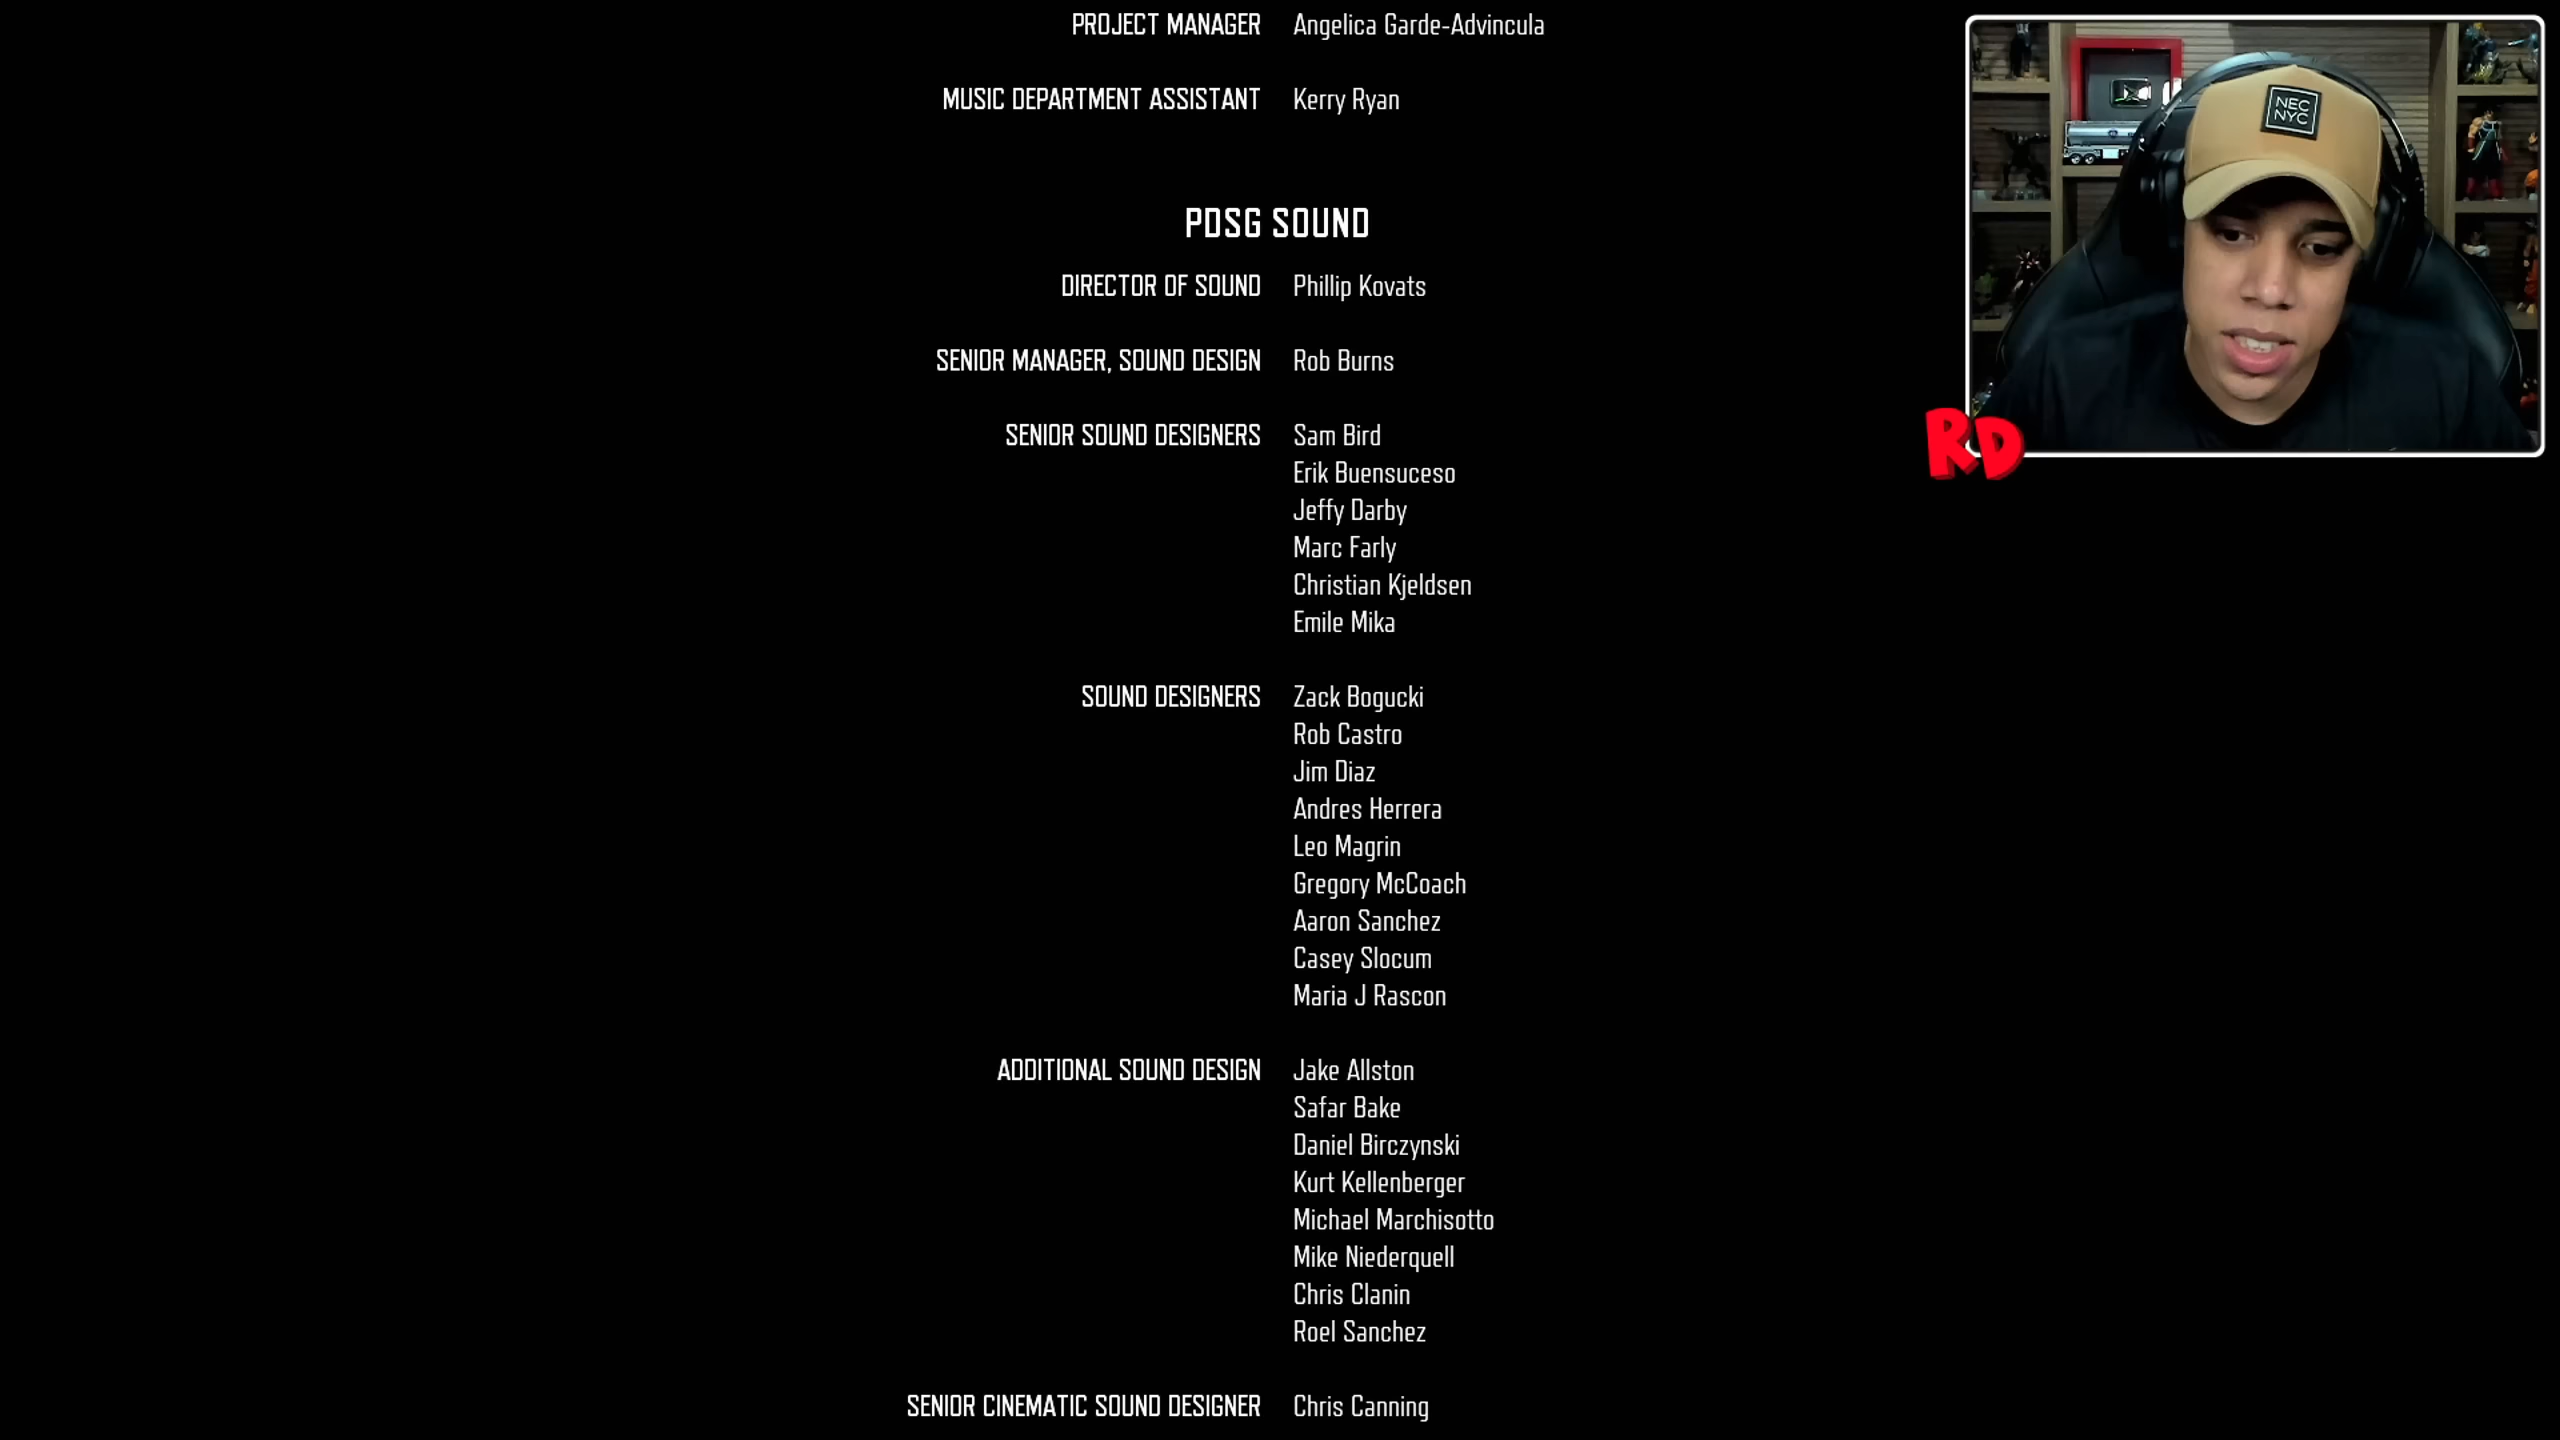 PROJECT MANAGER Angelica Garde-Advincula
MUSIC DEPARTMENT ASSISTANT Kerry Ryan
PDSG SOUND
DIRECTOR OF SOUND Phillip Kovats
SENIOR MANAGER, SOUND DESIGN Rob Burns
SENIOR SOUND DESIGNERS Sam Bird
Erik Buensuceso
Jeffy Darby
Marc Farly
Christian Kjeldsen
Emile Mika
SOUND DESIGNERS Zack Bogucki
Rob Castro
Jim Diaz
Andres Herrera
Leo Magrin
Gregory McCoach
Aaron Sanchez
Casey Slocum
Maria J Rascon
ADDITIONAL SOUND DESIGN Jake Allston
Safar Bake
Daniel Birczynski
Kurt Kellenberger
Michael Marchisotto
Mike Niederquell
Chris Clanin
Roel Sanchez
SENIOR CINEMATIC SOUND DESIGNER Chris Canning
NEC
NYC
RD